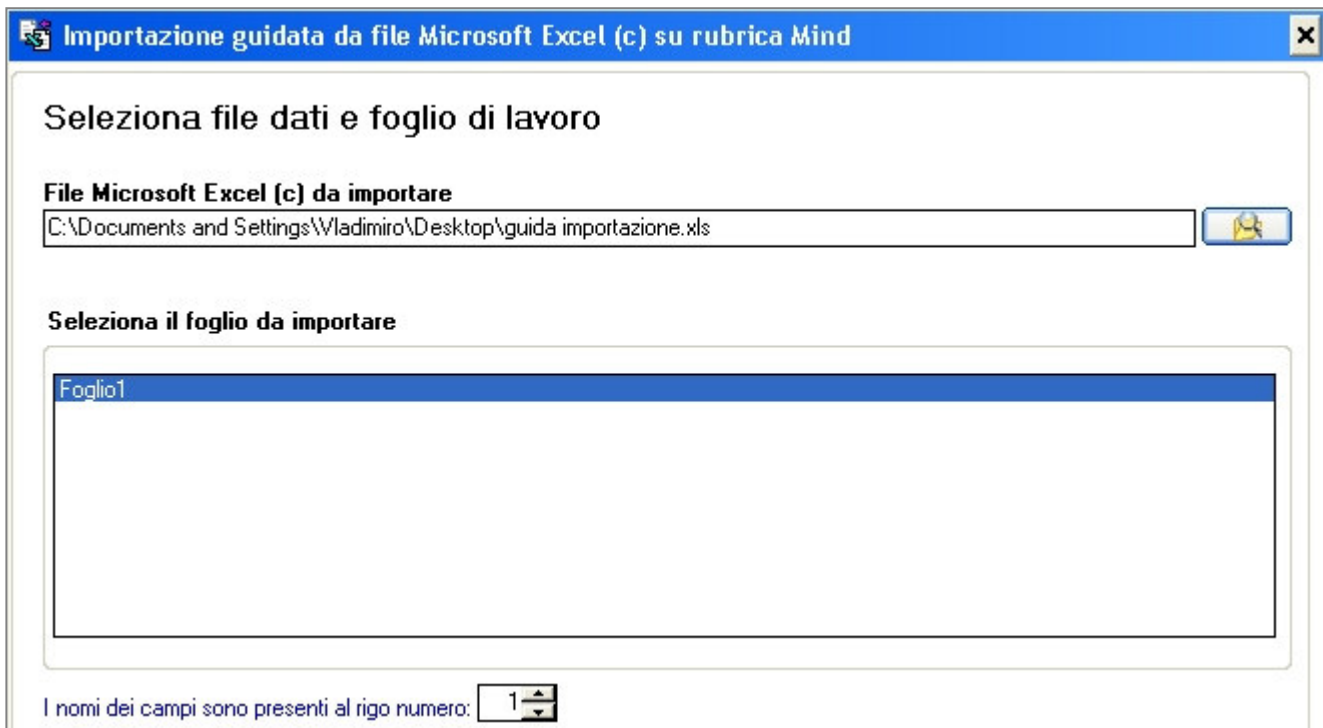 Importazione guidata da file Microsoft Excel (c) su rubrica Mind
Seleziona file dati e foglio di lavoro
File Microsoft Excel (c) da importare
C:\Documents and Settings\Vladimiro\Desktop\guida importazione.xls
Seleziona il foglio da importare
Foglio1
I nomi dei campi sono presenti al rigo numero: 1